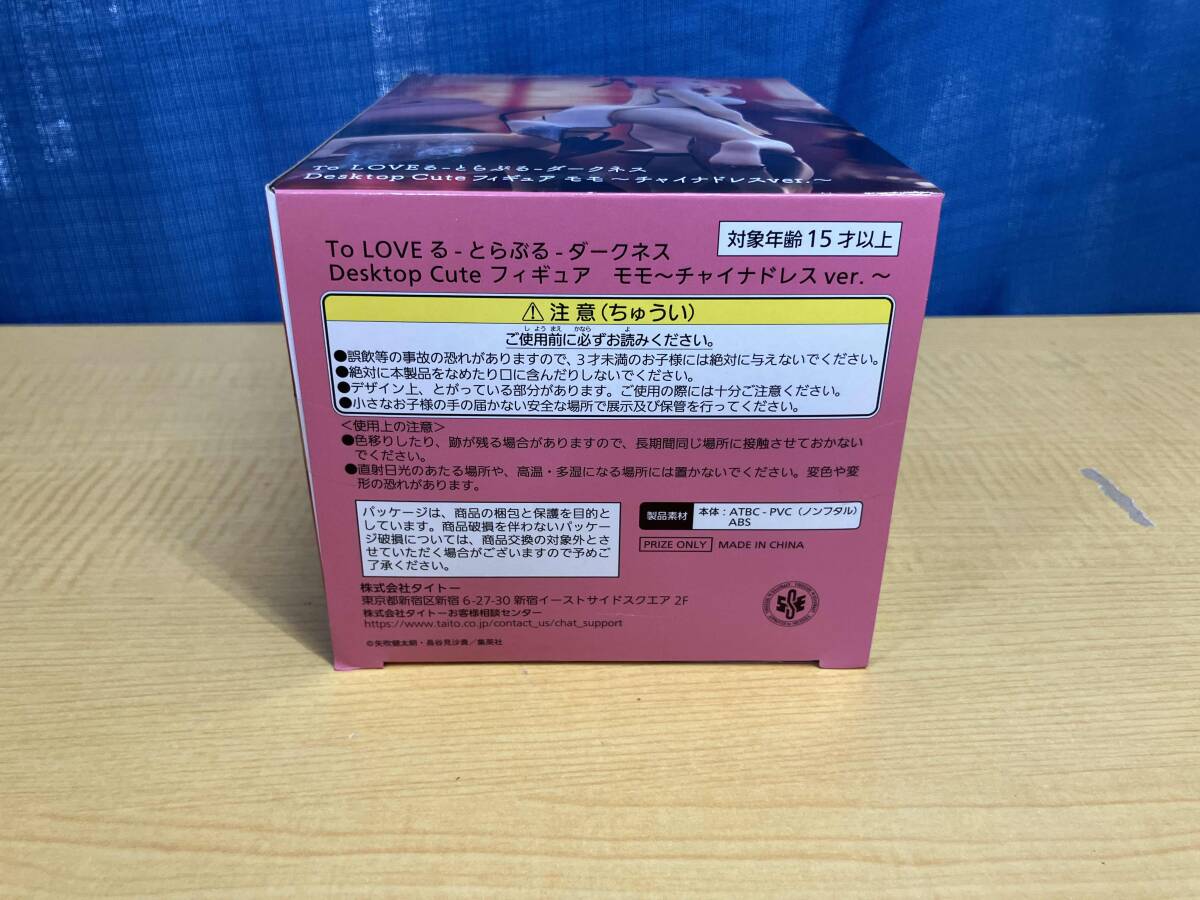 To LOVEる-とらぶる-ダークネス
Desktop Cute フィギュア モモ ～チャイナドレスver.～
対象年齢 15 才以上
To LOVE る - とらぶる - ダークネス
Desktop Cute フィギュア モモ～チャイナドレス ver. ～
⚠注意(ちゅうい)
しようまえ かなら よ
ご使用前に必ずお読みください。
●誤飲等の事故の恐れがありますので、3才未満のお子様には絶対に与えないでください。
●絶対に本製品をなめたり口に含んだりしないでください。
●デザイン上、とがっている部分があります。ご使用の際には十分ご注意ください。
●小さなお子様の手の届かない安全な場所で展示及び保管を行ってください。
＜使用上の注意＞
●色移りしたり、跡が残る場合がありますので、長期間同じ場所に接触させておかない
でください。
●直射日光のあたる場所や、高温・多湿になる場所には置かないでください。変色や変
形の恐れがあります。
パッケージは、商品の梱包と保護を目的と
しています。商品破損を伴わないパッケー
ジ破損については、商品交換の対象外とさ
せていただく場合がございますので予めご
了承ください。
製品素材 本体：ATBC - PVC（ノンフタル）
ABS
PRIZE ONLY MADE IN CHINA
株式会社タイトー
東京都新宿区新宿 6-27-30 新宿イーストサイドスクエア 2F
株式会社タイトーお客様相談センター
https://www.taito.co.jp/contact_us/chat_support
©矢吹健太朗・長谷見沙貴／集英社